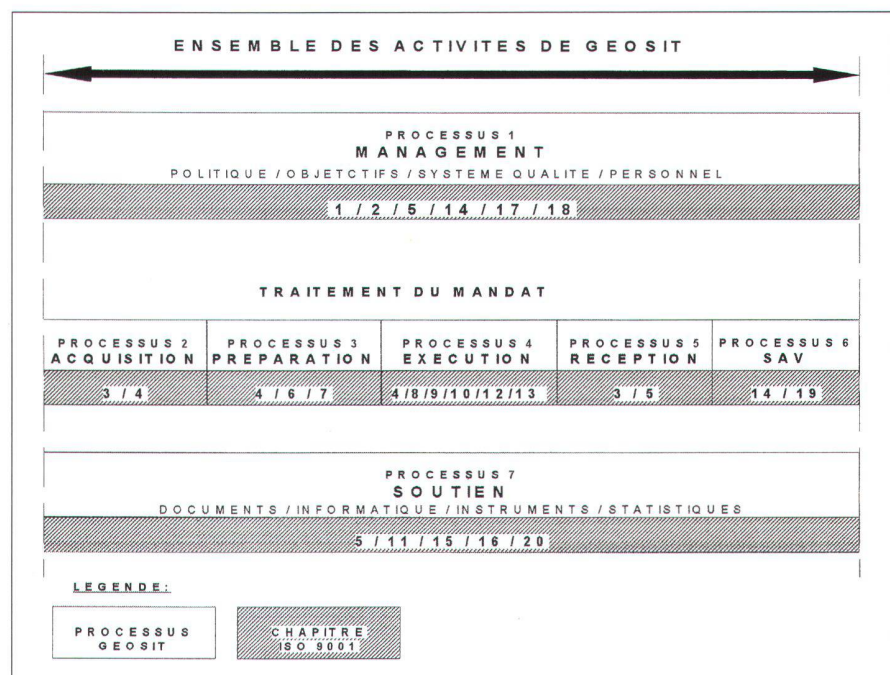 ENSEMBLE DES ACTIVITES DE GEOSIT
PROCESSUS 1
MANAGEMENT
POLITIQUE / OBJETCTIFS / SYSTEME QUALITE / PERSONNEL
1 / 2 / 5 / 14 / 17 / 18
TRAITEMENT DU MANDAT
PROCESSUS 2
ACQUISITION
3 / 4
PROCESSUS 3
PREPARATION
4 / 6 / 7
PROCESSUS 4
EXECUTION
4/8/9/10/12/13
PROCESSUS 5
RECEPTION
3 / 5
PROCESSUS 6
SAV
14 / 19
PROCESSUS 7
SOUTIEN
DOCUMENTS / INFORMATIQUE / INSTRUMENTS / STATISTIQUES
5 / 11 / 15 / 16 / 20
LEGENDE:
PROCESSUS
GEOSIT
CHAPITRE
ISO 9001